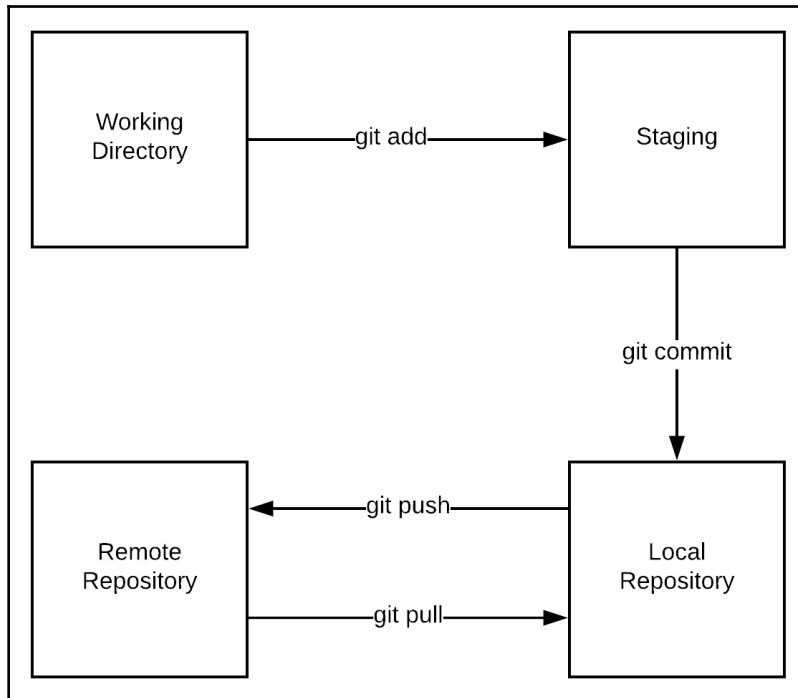 Working
Directory
git add
Staging
git commit
git push
Remote
Repository
Local
Repository
git pull